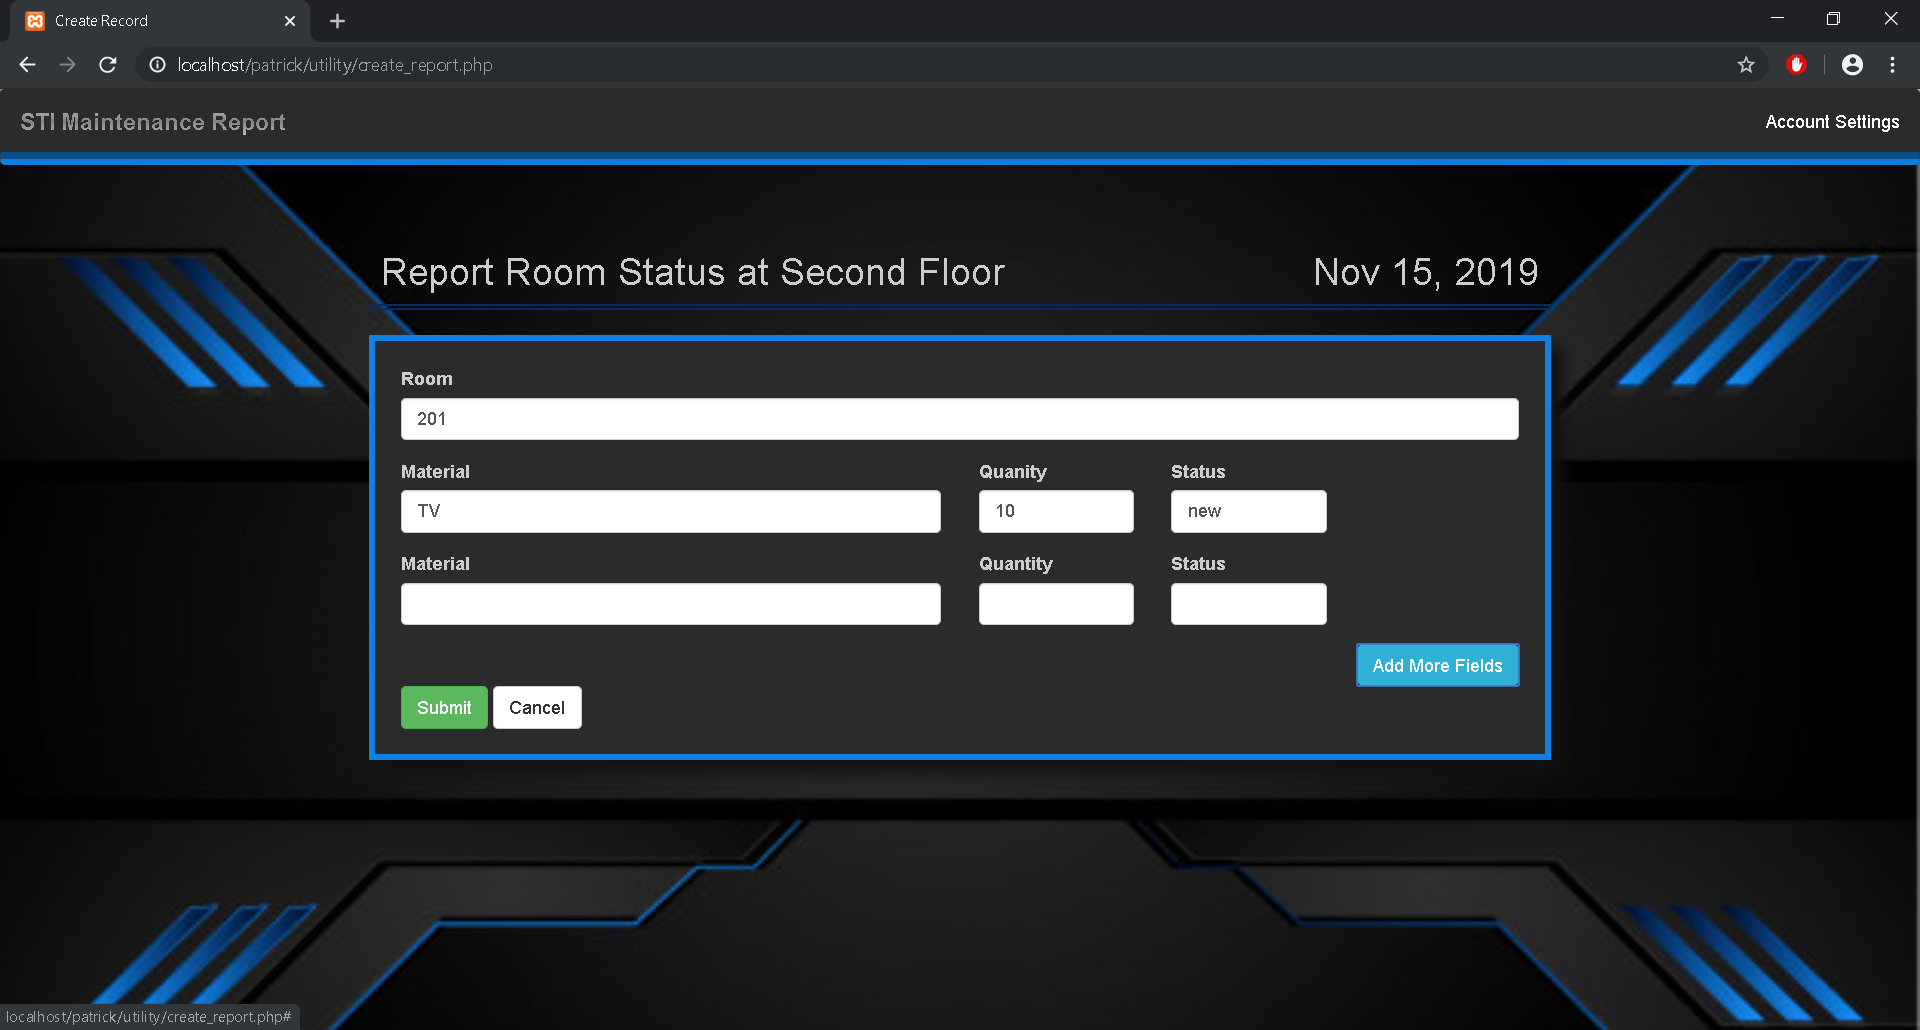 Create Record
localhost/patrick/utility/create_report.php
STI Maintenance Report
Account Settings
Report Room Status at Second Floor
Nov 15, 2019
Room
201
Material Quanity Status
TV 10 new
Material Quantity Status
Add More Fields
Submit Cancel
localhost/patrick/utility/create_report.php#